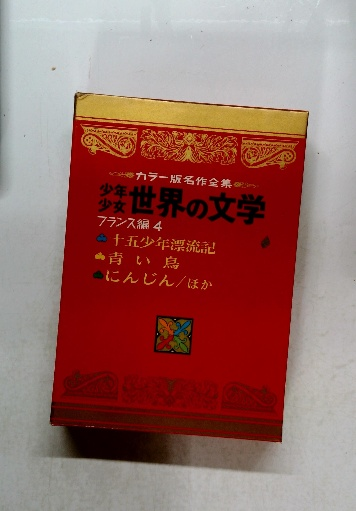 カラー版名作全集
少年少女世界の文学
フランス編4
十五少年漂流記
青い鳥
にんじん/ほか